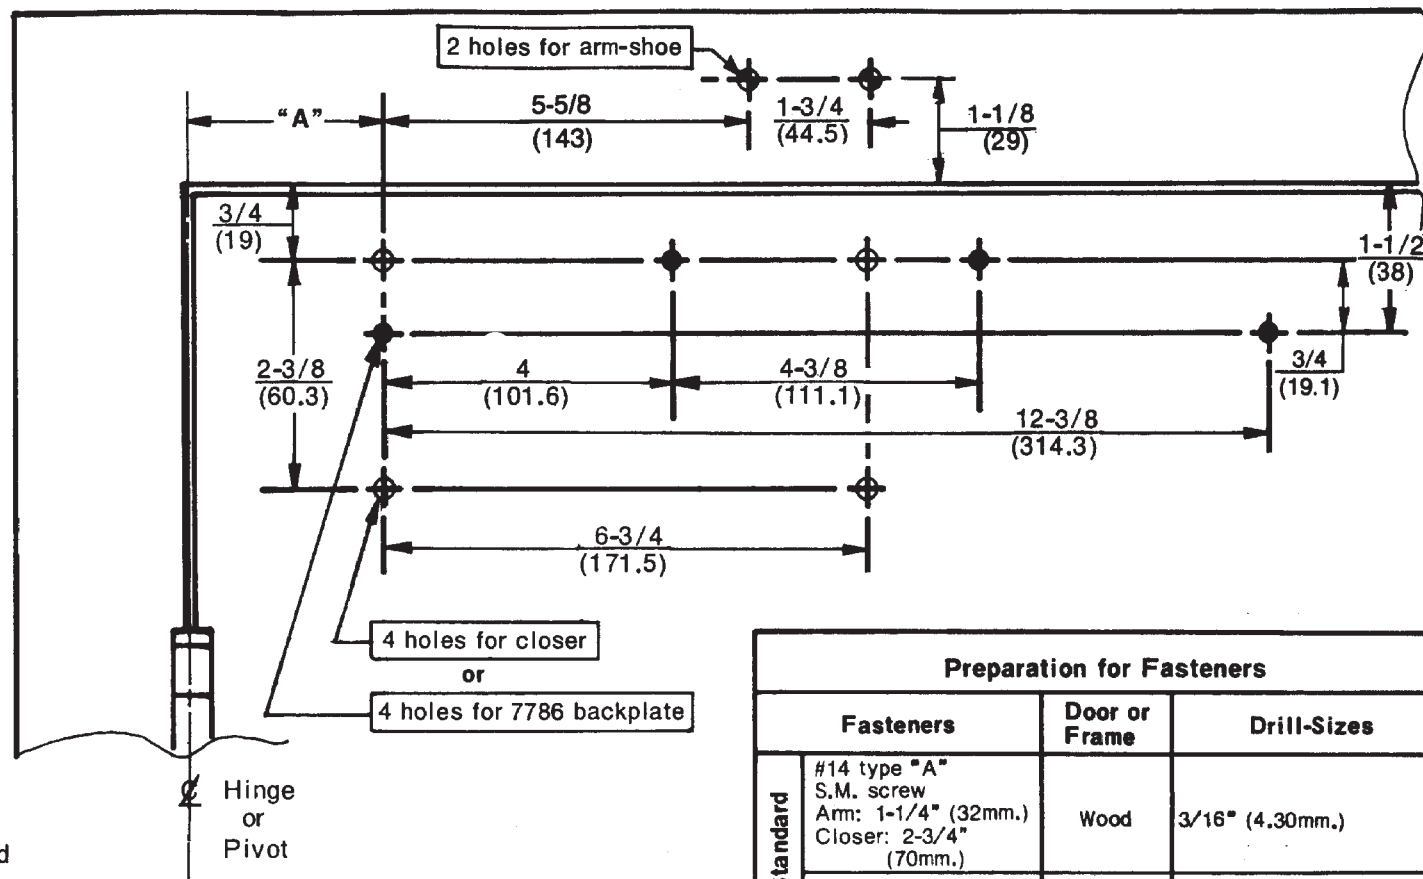 2 holes for arm-shoe
"A"
5-5/8
(143)
1-3/4
(44.5)
1-1/8
(29)
3/4
(19)
1-1/2
(38)
2-3/8
(60.3)
4
(101.6)
4-3/8
(111.1)
3/4
(19.1)
12-3/8
(314.3)
6-3/4
(171.5)
4 holes for closer
or
4 holes for 7786 backplate
Hinge
or
Pivot
d
Preparation for Fasteners
Fasteners
Door or
Frame
Drill-Sizes
#14 type "A"
S.M. screw
Arm: 1-1/4" (32mm.)
Closer: 2-3/4"
(70mm.)
Wood
3/16" (4.30mm.)